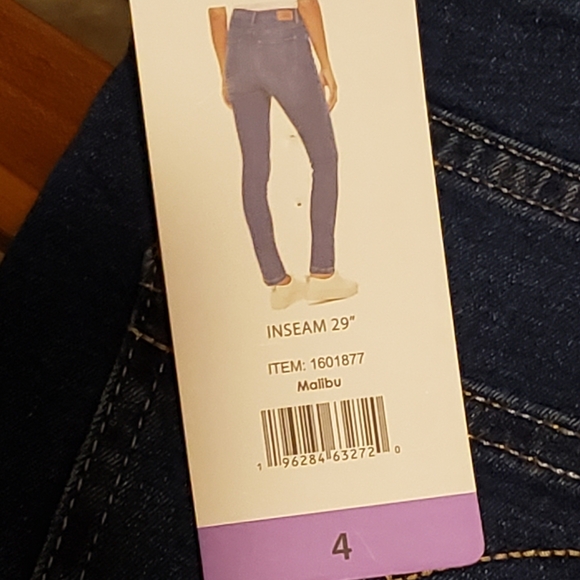 INSEAM 29"
ITEM: 1601877
Malibu
1 96284 63272 0
4